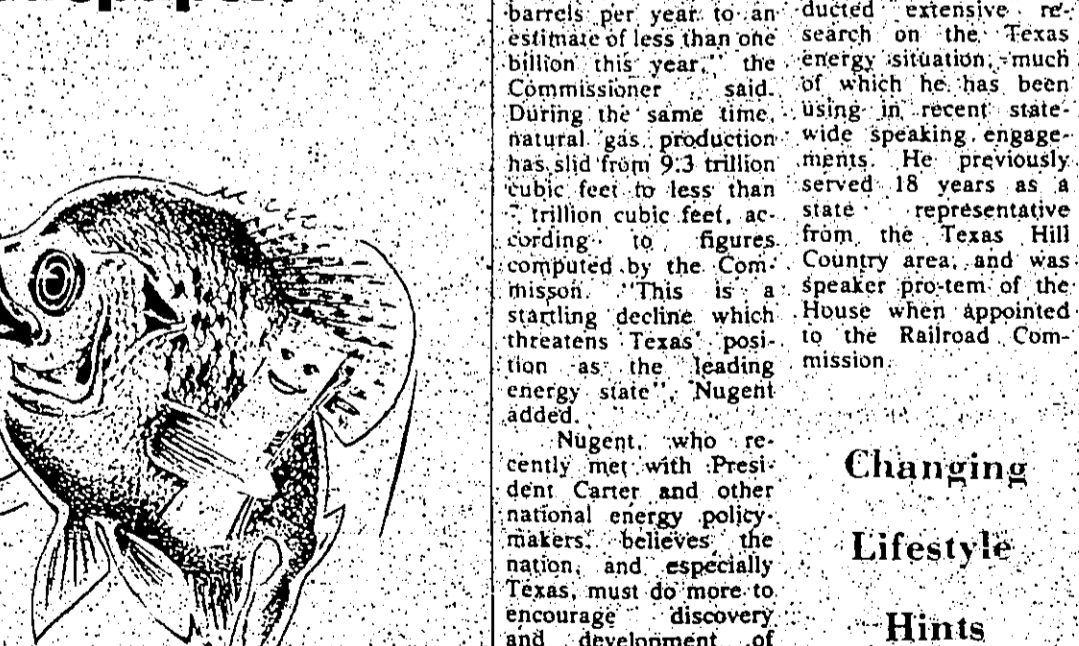 barrels per year to an
estimate of less than one
billion this year," the
Commissioner said.
During the same time,
natural gas production
has slid from 9.3 trillion
cubic feet to less than
trillion cubic feet, ac-
cording to figures
computed by the Com-
misson. "This is a
startling decline which
threatens Texas' posi-
tion as the leading
energy state", Nugent
added.
Nugent, who re-
cently met with Presi-
dent Carter and other
national energy policy-
makers, believes the
nation, and especially
Texas, must do more to
encourage discovery
and development of
ducted extensive re-
search on the Texas
energy situation, much
of which he has been
using in recent state-
wide speaking engage-
ments. He previously
served 18 years as a
state representative
from the Texas Hill
Country area, and was
speaker pro-tem of the
House when appointed
to the Railroad Com-
mission.
Changing
Lifestyle
Hints